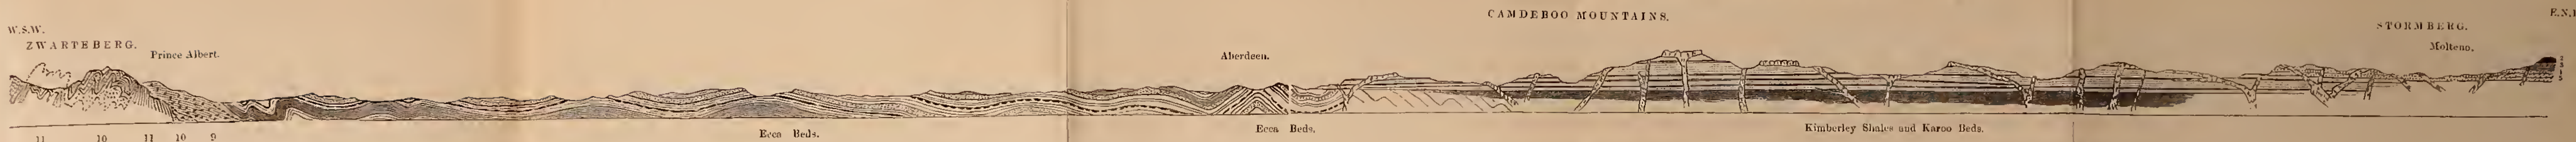 CAMDEBOO MOUNTAINS.
W.S.W.
STORMBERG.
ZWARTEBERG.
Prince Albert.
Aberdeen.
Molteno.
Ecca Beds.
Ecca Beds.
Kimberley Shales and Karoo Beds.
11 10 11 10 9